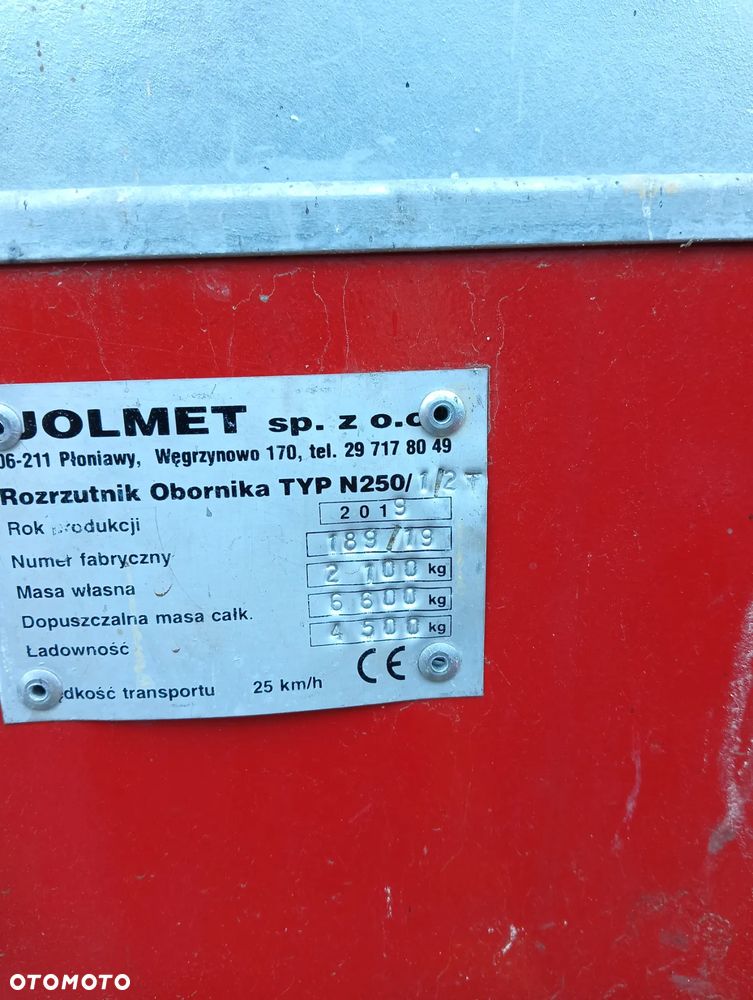 JOLMET sp. z o.o
06-211 Płoniawy, Węgrzynowo 170, tel. 29 717 80 49
Rozrzutnik Obornika TYP N250/1/2T
Rok produkcji 2019
Numer fabryczny 189/19
Masa własna 2 100 kg
Dopuszczalna masa całk. 6 600 kg
Ładowność 4 500 kg
CE
dkość transportu 25 km/h
OTOMOTO